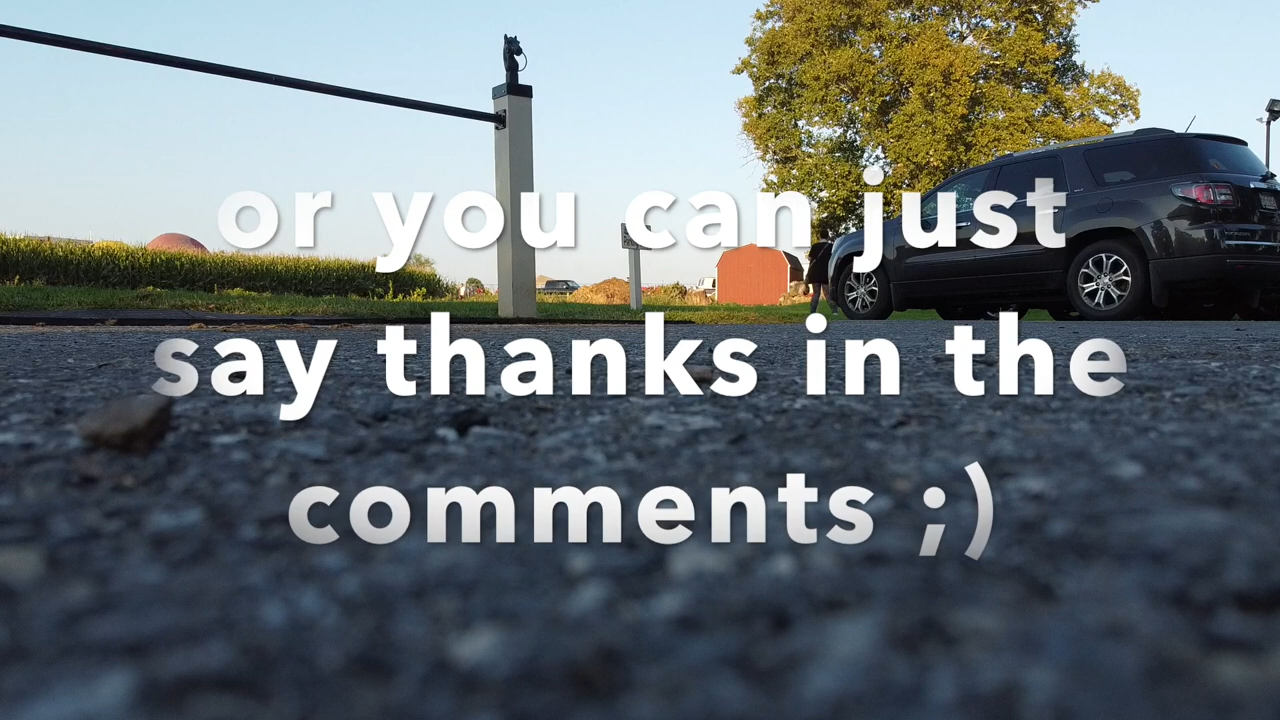 or you can just
say thanks in the
comments ;)